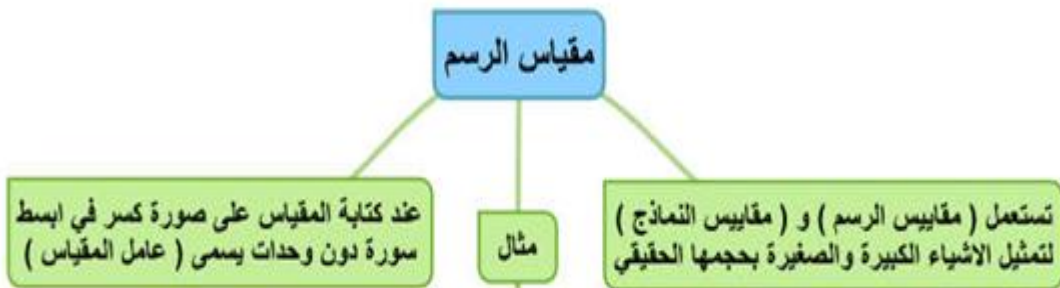 مقياس الرسم
تستعمل ( مقاييس الرسم ) و ( مقاييس النماذج )
لتمثيل الاشياء الكبيرة والصغيرة بحجمها الحقيقي
مثال
عند كتابة المقياس على صورة كسر في ابسط
سورة دون وحدات يسمى ( عامل المقياس )